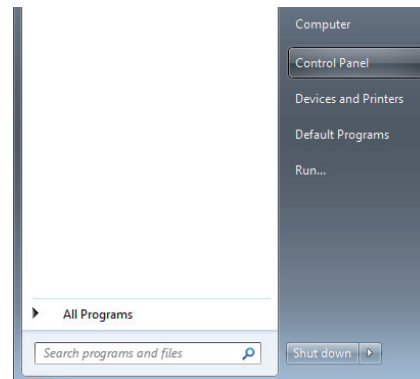 Computer
Control Panel
Devices and Printers
Default Programs
Run...
All Programs
Search programs and files
Shut down